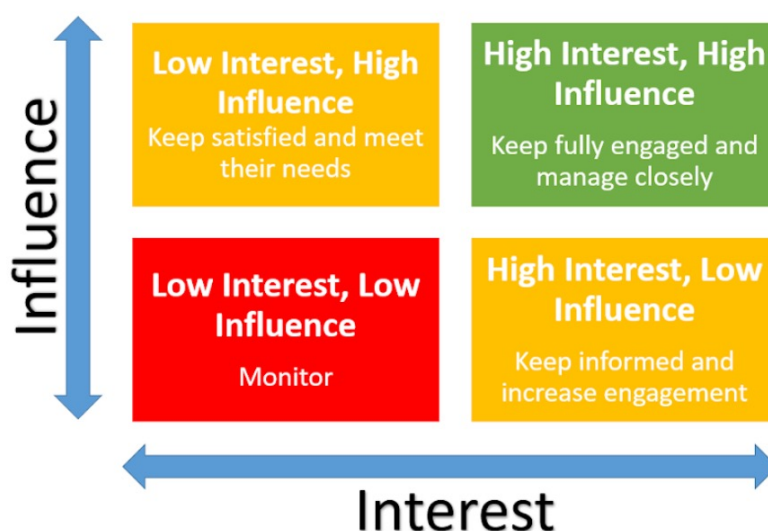 Influence
Low Interest, High
Influence
Keep satisfied and meet
their needs
High Interest, High
Influence
Keep fully engaged and
manage closely
Low Interest, Low
Influence
Monitor
High Interest, Low
Influence
Keep informed and
increase engagement
Interest